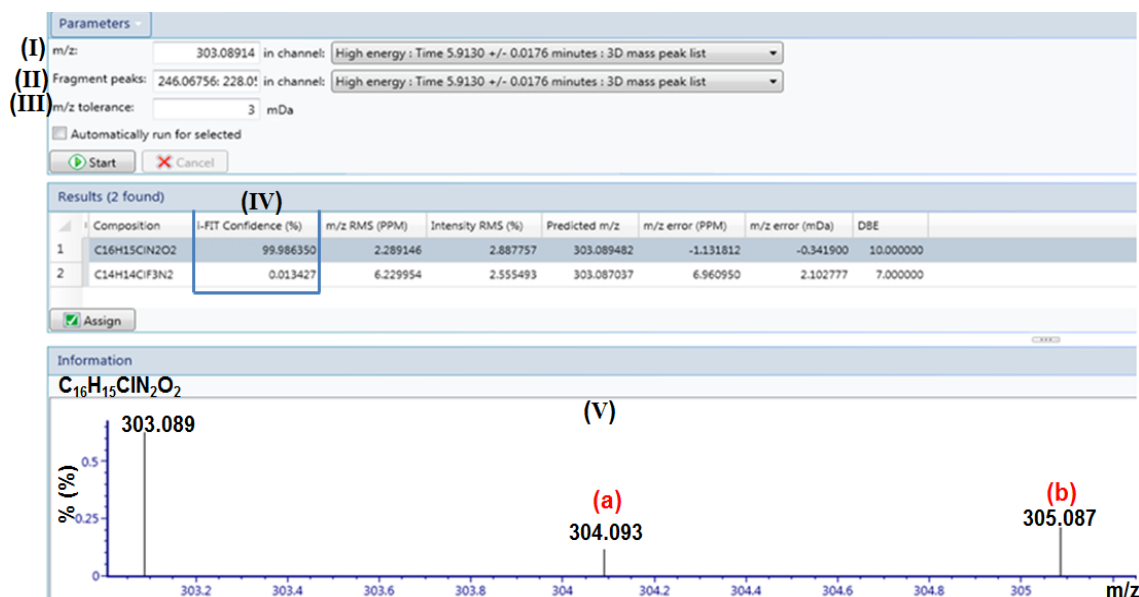 Parameters
(I) m/z: 303.08914 in channel: High energy : Time 5.9130 +/- 0.0176 minutes : 3D mass peak list
(II) Fragment peaks: 246.06756: 228.05 in channel: High energy : Time 5.9130 +/- 0.0176 minutes : 3D mass peak list
(III) m/z tolerance: 3 mDa
Automatically run for selected
Start Cancel
Results (2 found)
(IV)
Composition i-FIT Confidence (%) m/z RMS (PPM) Intensity RMS (%) Predicted m/z m/z error (PPM) m/z error (mDa) DBE
1 C16H15ClN2O2 99.986350 2.289146 2.887757 303.089482 -1.131812 -0.341900 10.000000
2 C14H14ClF3N2 0.013427 6.229954 2.555493 303.087037 6.960950 2.102777 7.000000
Assign
Information
C₁₆H₁₅ClN₂O₂
303.089
(V)
% (%)
0.5
0.25
0
(a)
304.093
(b)
305.087
303.2 303.4 303.6 303.8 304 304.2 304.4 304.6 304.8 305 m/z